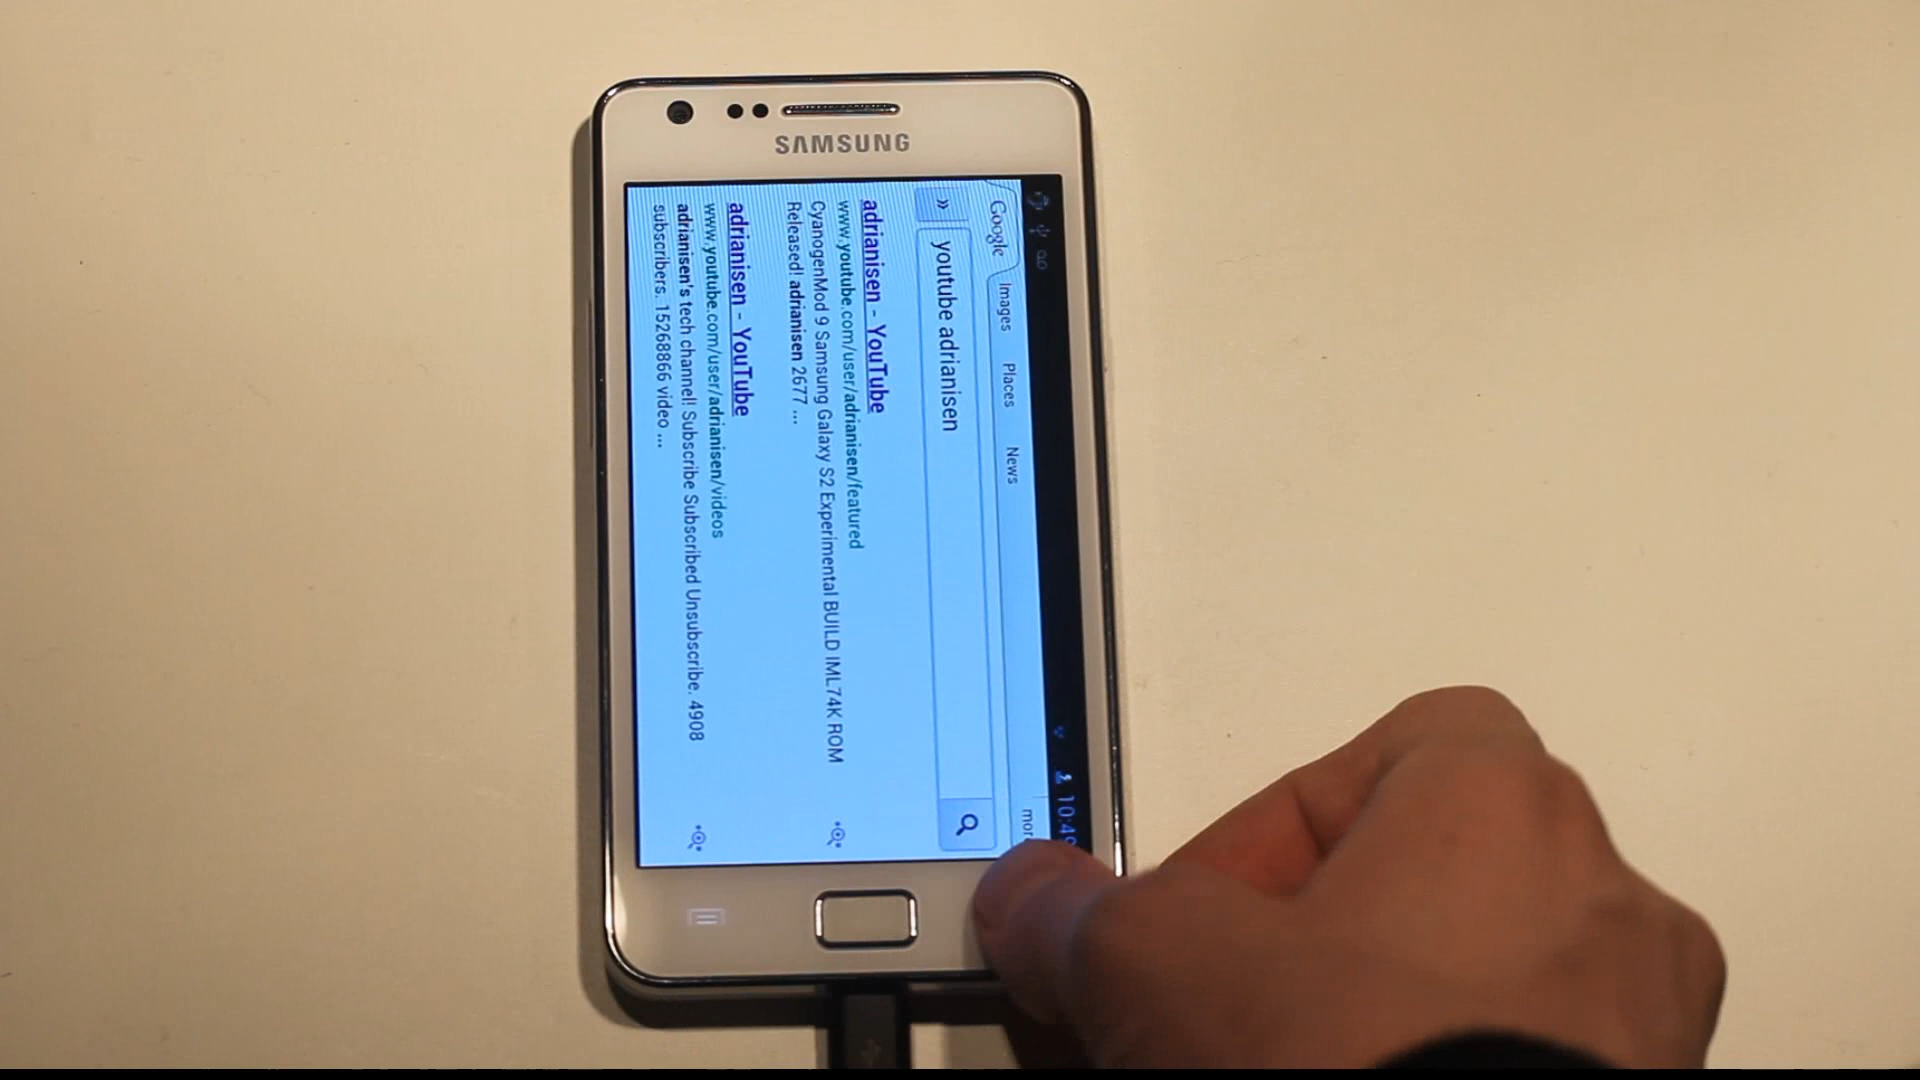 SAMSUNG
Google Images Places News
»
youtube adrianisen
adrianisen - YouTube
www.youtube.com/user/adrianisen/featured
CyanogenMod 9 Samsung Galaxy S2 Experimental BUILD IML74K ROM
Released! adrianisen 2677 ...
adrianisen - YouTube
www.youtube.com/user/adrianisen/videos
adrianisen's tech channel! Subscribe Subscribed Unsubscribe. 4908
subscribers. 15268866 video ...